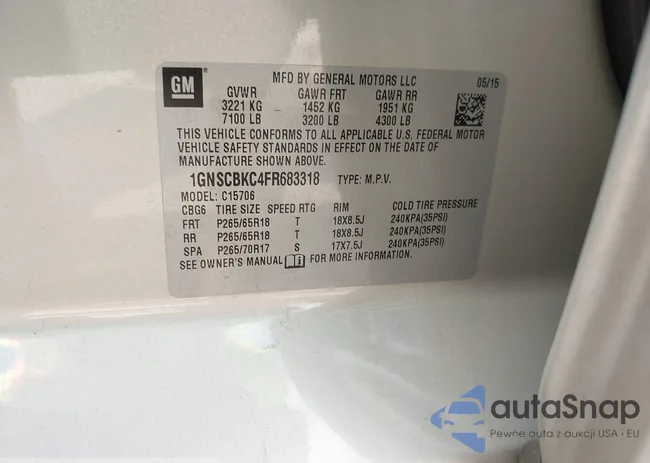 GM
MFD BY GENERAL MOTORS LLC 05/15
GVWR GAWR FRT GAWR RR
3221 KG 1452 KG 1951 KG
7100 LB 3200 LB 4300 LB
THIS VEHICLE CONFORMS TO ALL APPLICABLE U.S. FEDERAL MOTOR
VEHICLE SAFETY STANDARDS IN EFFECT ON THE DATE OF
MANUFACTURE SHOWN ABOVE.
1GNSCBKC4FR683318 TYPE: M.P.V.
MODEL: C15706
CBG6 TIRE SIZE SPEED RTG RIM COLD TIRE PRESSURE
FRT P265/65R18 T 18X8.5J 240KPA(35PSI)
RR P265/65R18 T 18X8.5J 240KPA(35PSI)
SPA P265/70R17 S 17X7.5J 240KPA(35PSI)
SEE OWNER'S MANUAL FOR MORE INFORMATION.
autaSnap
Pewne auta z aukcji USA i EU